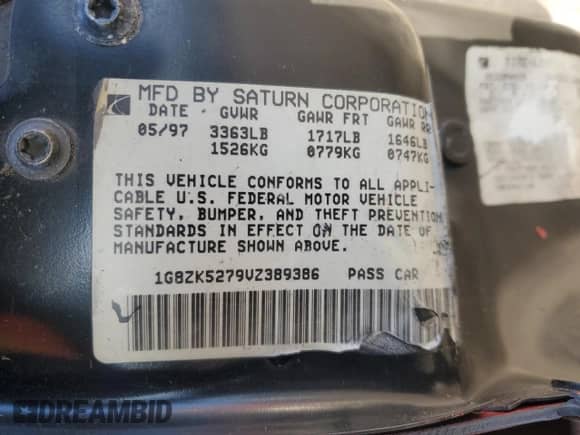 MFD BY SATURN CORPORATION
DATE GVWR GAWR FRT GAWR RR
05/97 3363LB 1717LB 1646LB
1526KG 0779KG 0747KG
THIS VEHICLE CONFORMS TO ALL APPLI-
CABLE U.S. FEDERAL MOTOR VEHICLE
SAFETY, BUMPER, AND THEFT PREVENTION
STANDARDS IN EFFECT ON THE DATE OF
MANUFACTURE SHOWN ABOVE.
1G8ZK5279VZ389386 PASS CAR
DREAMBID